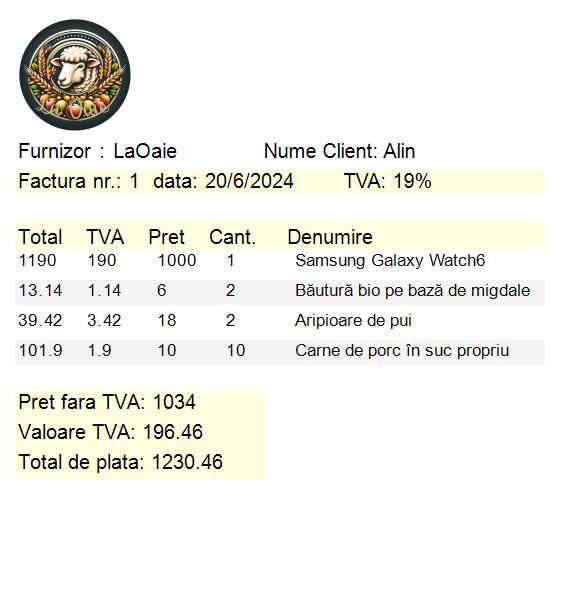 La Oaie
Furnizor : LaOaie Nume Client: Alin
Factura nr.: 1 data: 20/6/2024 TVA: 19%
Total TVA Pret Cant. Denumire
1190 190 1000 1 Samsung Galaxy Watch6
13.14 1.14 6 2 Băutură bio pe bază de migdale
39.42 3.42 18 2 Aripioare de pui
101.9 1.9 10 10 Carne de porc în suc propriu
Pret fara TVA: 1034
Valoare TVA: 196.46
Total de plata: 1230.46